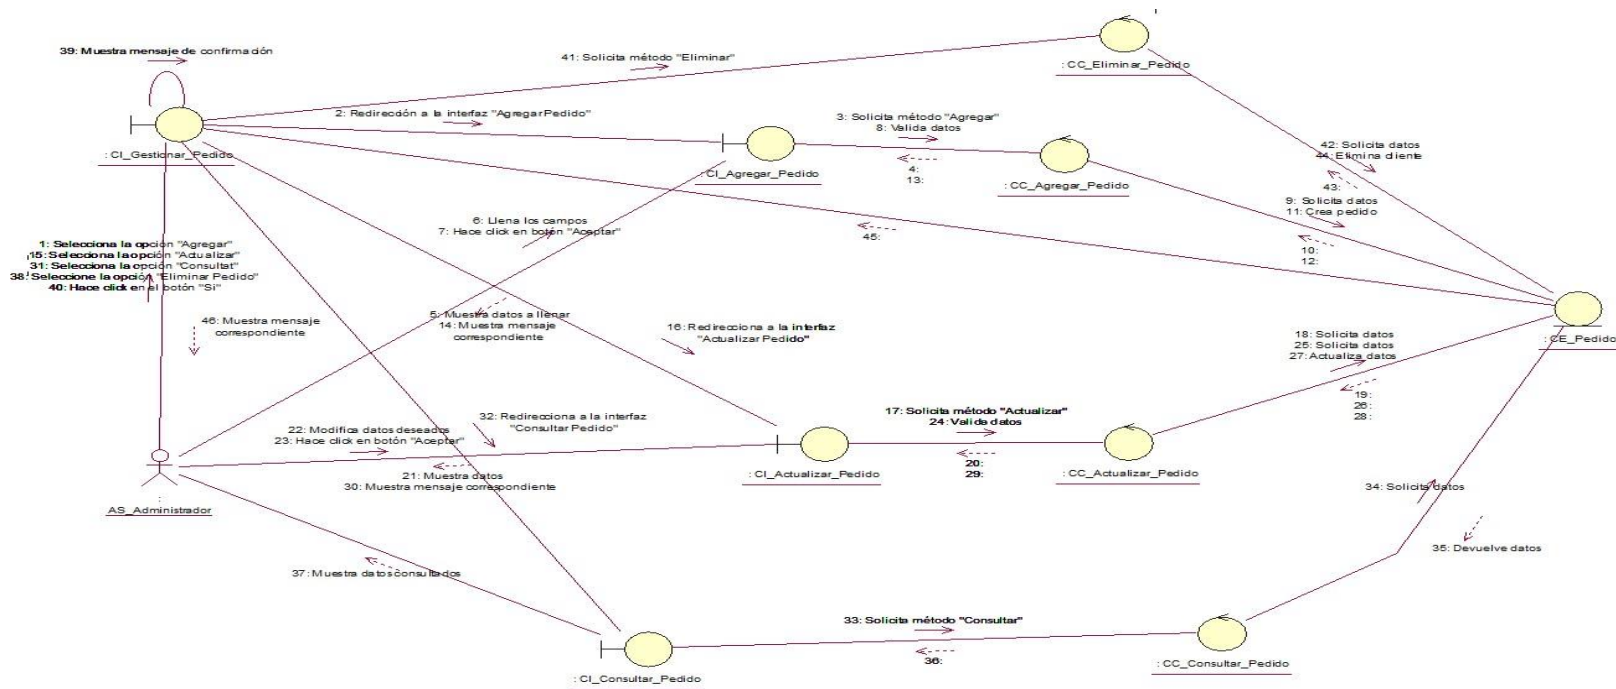 39: Muestra mensaje de confirmación
41: Solicita método "Eliminar"
: CC_Eliminar_Pedido
2: Redirección a la interfaz "Agregar Pedido"
3: Solicita método "Agregar"
8: Valida datos
: CI_Gestionar_Pedido
4:
13:
: CI_Agregar_Pedido
: CC_Agregar_Pedido
42: Solicita datos
44: Elimina cliente
43:
9: Solicita datos
11: Crea pedido
6: Llena los campos
7: Hace click en botón "Aceptar"
45:
10:
12:
1: Selecciona la opción "Agregar"
15: Selecciona la opción "Actualizar"
31: Selecciona la opción "Consultat"
38: Seleccione la opción "Eliminar Pedido"
40: Hace click en el botón "Si"
46: Muestra mensaje
correspondiente
5: Muestra datos a llenar
14: Muestra mensaje
correspondiente
16: Redirecciona a la interfaz
"Actualizar Pedido"
18: Solicita datos
25: Solicita datos
27: Actualiza datos
: CE_Pedido
19:
26:
28:
32: Redirecciona a la interfaz
"Consultar Pedido"
22: Modifica datos deseados
23: Hace click en botón "Aceptar"
17: Solicita método "Actualizar"
24: Valida datos
21: Muestra datos
30: Muestra mensaje correspondiente
20:
29:
: CI_Actualizar_Pedido
: CC_Actualizar_Pedido
34: Solicita datos
:
AS_Administrador
35: Devuelve datos
37: Muestra datos consultados
33: Solicita método "Consultar"
36:
: CI_Consultar_Pedido
: CC_Consultar_Pedido